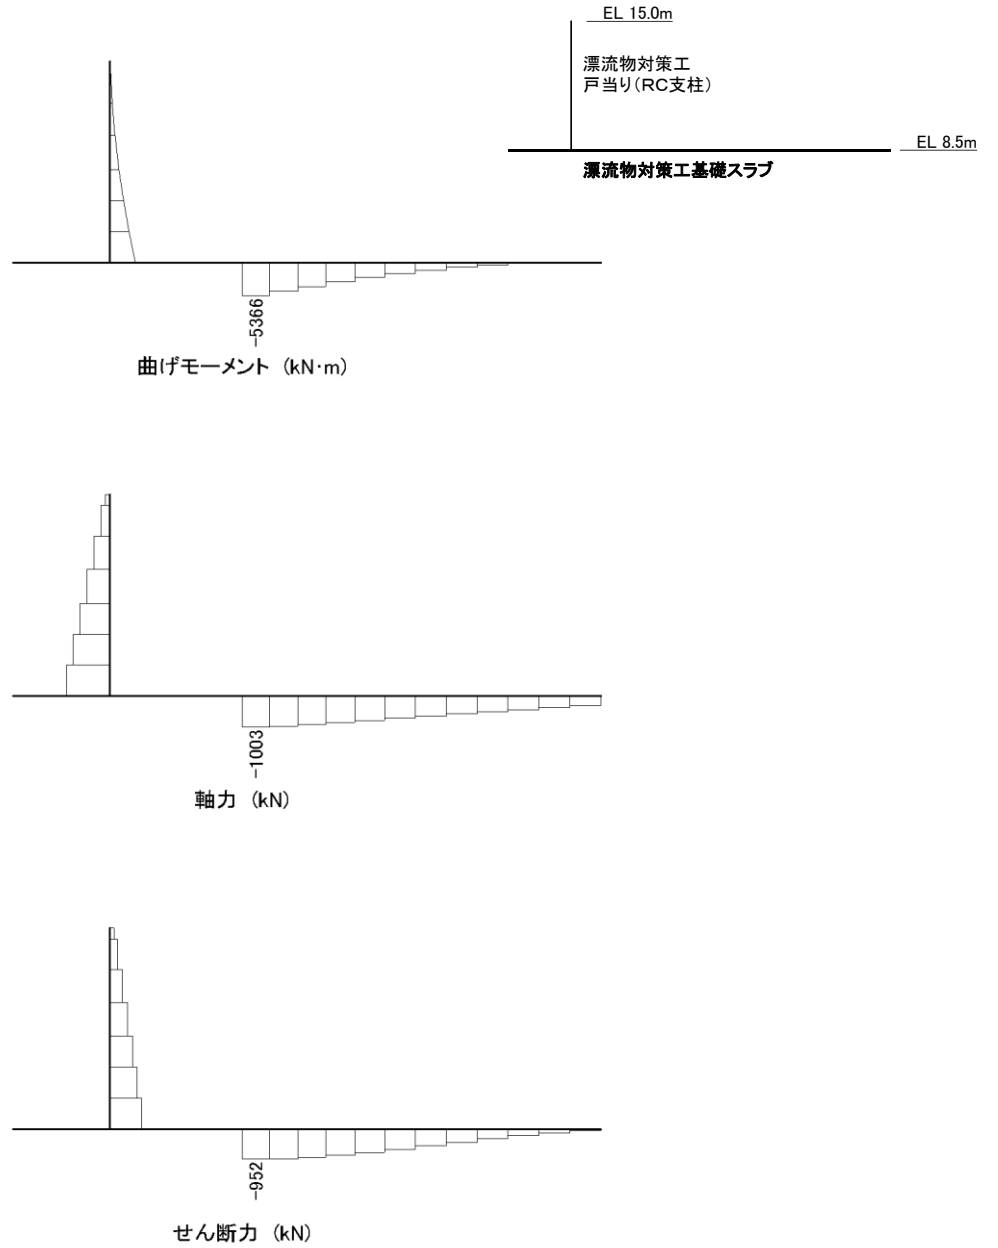 EL 15.0m
漂流物対策工
戸当り（RC支柱）
EL 8.5m
漂流物対策工基礎スラブ
-5366
曲げモーメント (kN･m)
-1003
軸力 (kN)
-952
せん断力 (kN)